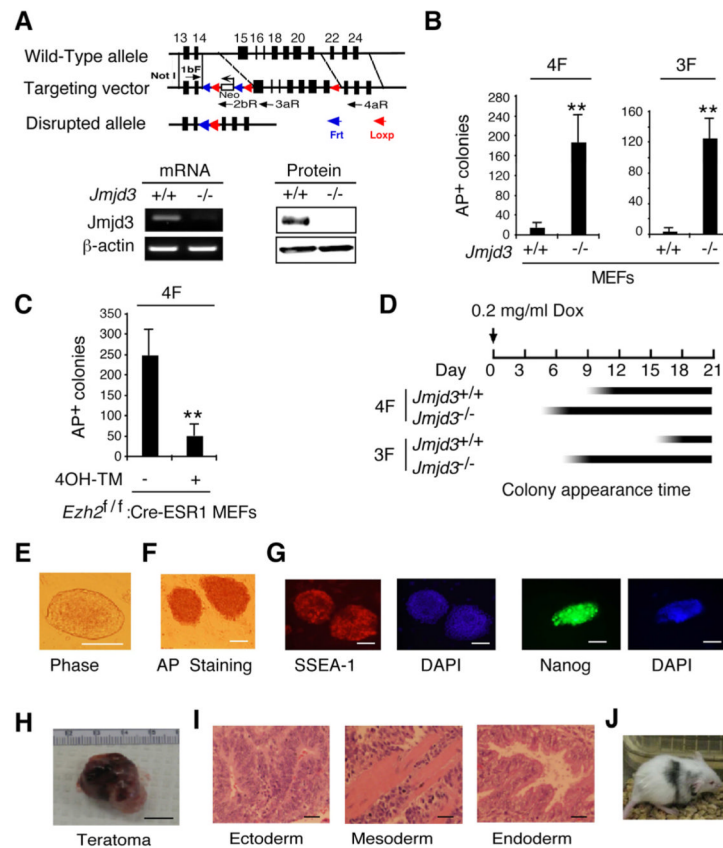 A
13 14 15 16 18 20 22 24
Wild-Type allele
Not I 1bF
Targeting vector
Neo
2bR 3aR 4aR
Disrupted allele
Frt Loxp
mRNA Protein
Jmjd3 +/+ -/- +/+ -/-
Jmjd3
β-actin
B
4F 3F
AP+ colonies
280
240
200
160
120
80
40
0
160
140
120
100
60
40
20
0
** **
Jmjd3 +/+ -/- +/+ -/-
MEFs
C
4F
AP+ colonies
350
300
250
200
150
100
50
0
**
4OH-TM - +
Ezh2f/f:Cre-ESR1 MEFs
D
0.2 mg/ml Dox
Day 0 3 6 9 12 15 18 21
4F Jmjd3+/+
Jmjd3-/-
3F Jmjd3+/+
Jmjd3-/-
Colony appearance time
E F G
Phase AP Staining SSEA-1 DAPI Nanog DAPI
H I J
Teratoma Ectoderm Mesoderm Endoderm